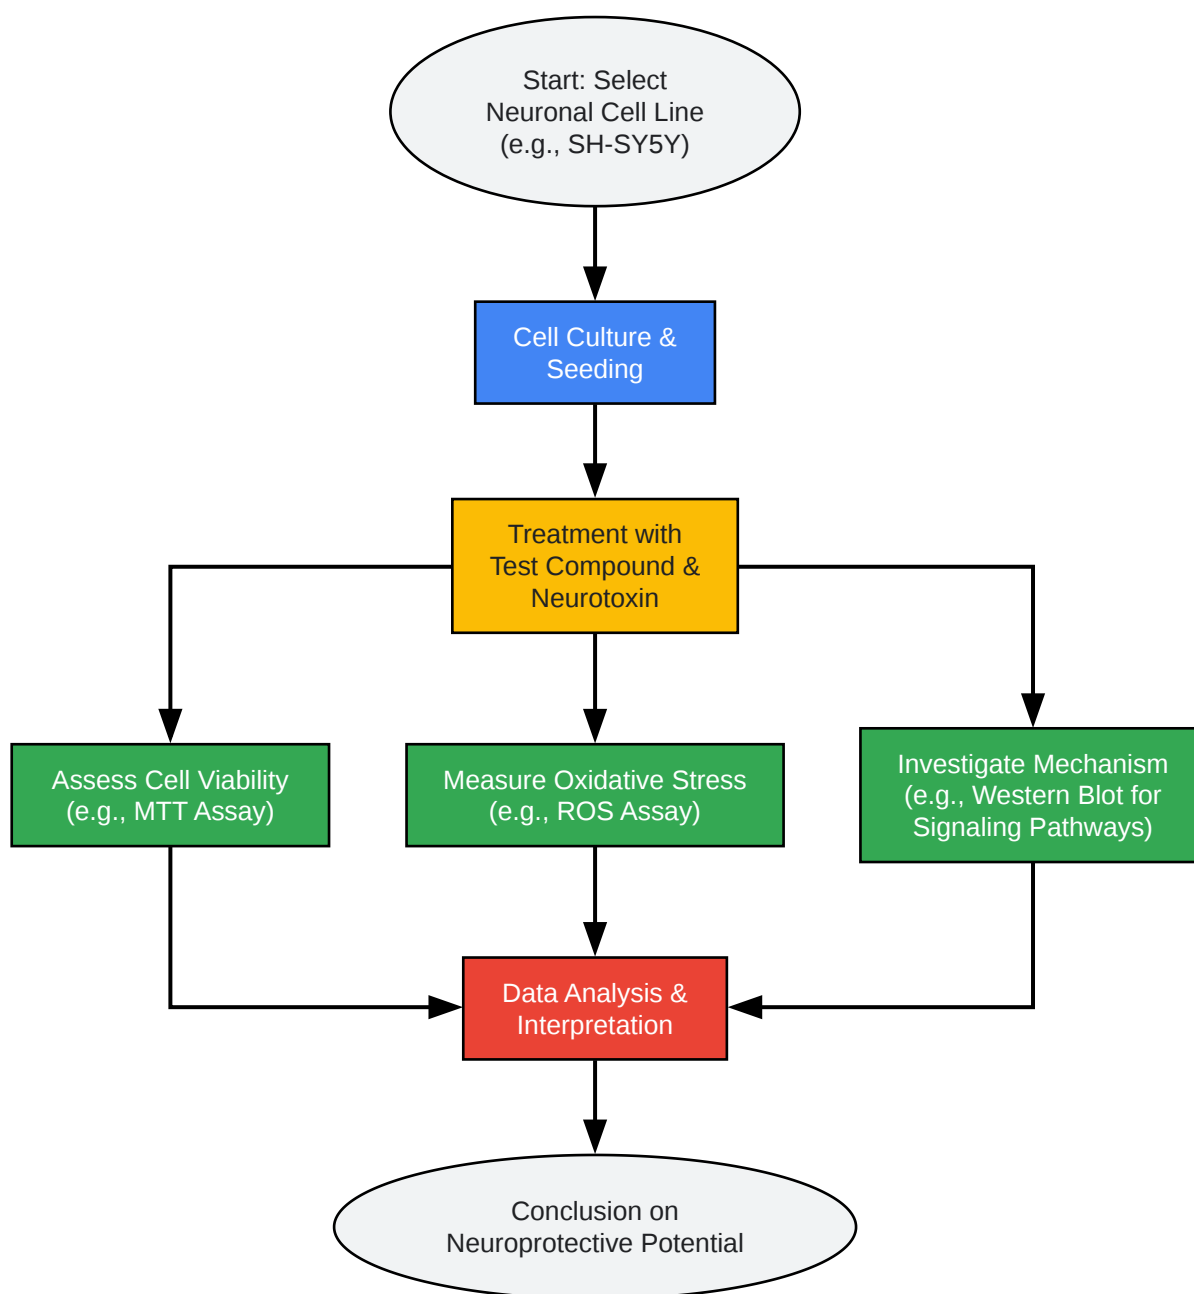 Start: Select
Neuronal Cell Line
(e.g., SH-SY5Y)
Cell Culture &
Seeding
Treatment with
Test Compound &
Neurotoxin
Assess Cell Viability
(e.g., MTT Assay)
Measure Oxidative Stress
(e.g., ROS Assay)
Investigate Mechanism
(e.g., Western Blot for
Signaling Pathways)
Data Analysis &
Interpretation
Conclusion on
Neuroprotective Potential